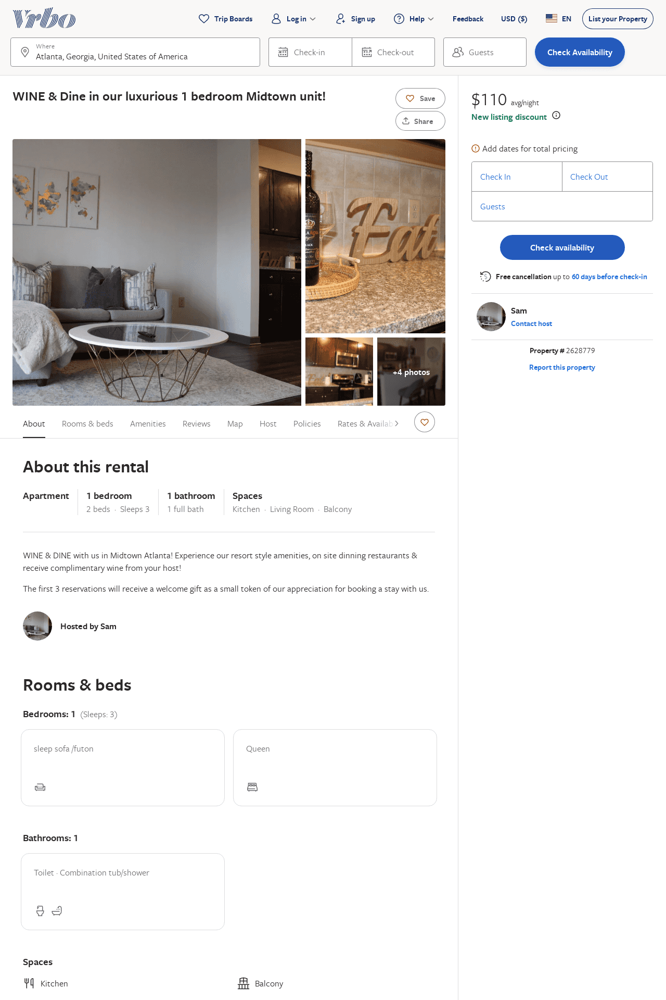 Vrbo
Trip Boards
Log in
Sign up
Help
Feedback
USD ($)
EN
List your Property
Where
Atlanta, Georgia, United States of America
Check-in
Check-out
Guests
Check Availability
WINE & Dine in our luxurious 1 bedroom Midtown unit!
Save
Share
Eat
BLACK
+4 photos
$110 avg/night
New listing discount
Add dates for total pricing
Check In
Check Out
Guests
Check availability
Free cancellation up to 60 days before check-in
Sam
Contact host
Property # 2628779
Report this property
About
Rooms & beds
Amenities
Reviews
Map
Host
Policies
Rates & Availab
About this rental
Apartment
1 bedroom
2 beds · Sleeps 3
1 bathroom
1 full bath
Spaces
Kitchen · Living Room · Balcony
WINE & DINE with us in Midtown Atlanta! Experience our resort style amenities, on site dinning restaurants &
receive complimentary wine from your host!
The first 3 reservations will receive a welcome gift as a small token of our appreciation for booking a stay with us.
Hosted by Sam
Rooms & beds
Bedrooms: 1 (Sleeps: 3)
sleep sofa /futon
Queen
Bathrooms: 1
Toilet · Combination tub/shower
Spaces
Kitchen
Balcony